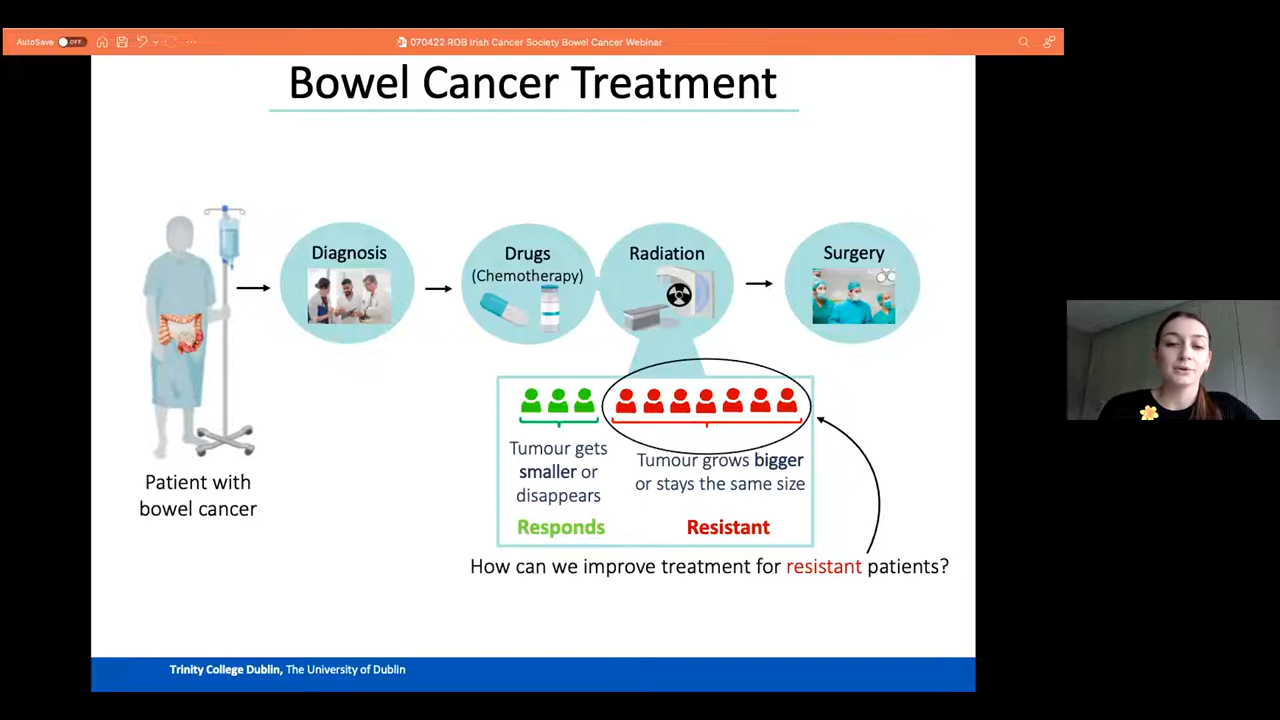 AutoSave OFF
070422 ROB Irish Cancer Society Bowel Cancer Webinar
Bowel Cancer Treatment
Diagnosis
Drugs
(Chemotherapy)
Radiation
Surgery
Patient with
bowel cancer
Tumour gets
smaller or
disappears
Responds
Tumour grows bigger
or stays the same size
Resistant
How can we improve treatment for resistant patients?
Trinity College Dublin, The University of Dublin